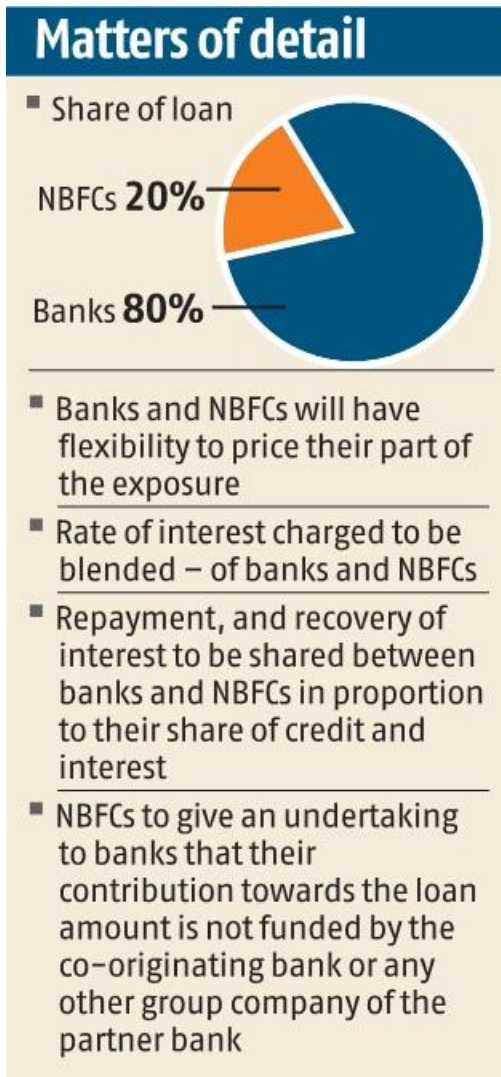 Matters of detail
■ Share of loan
NBFCs 20%
Banks 80%
■ Banks and NBFCs will have
flexibility to price their part of
the exposure
■ Rate of interest charged to be
blended – of banks and NBFCs
■ Repayment, and recovery of
interest to be shared between
banks and NBFCs in proportion
to their share of credit and
interest
■ NBFCs to give an undertaking
to banks that their
contribution towards the loan
amount is not funded by the
co-originating bank or any
other group company of the
partner bank